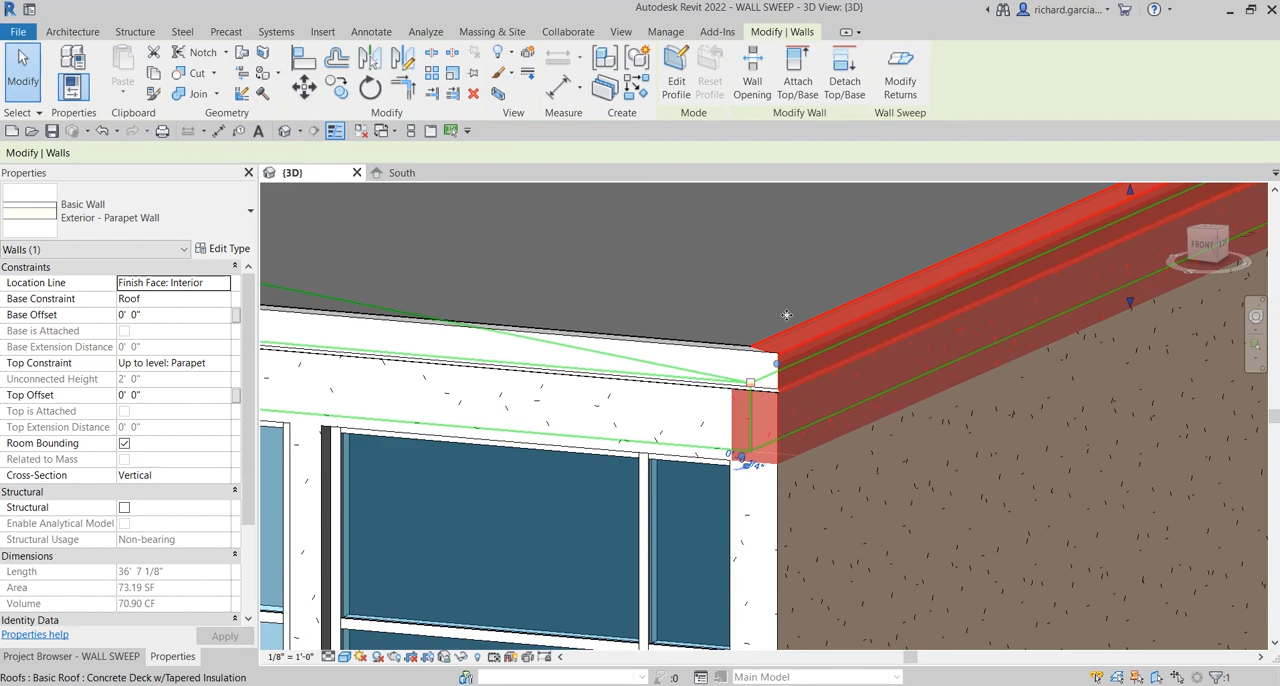 Autodesk Revit 2022 - WALL SWEEP - 3D View: {3D}
richard.garcia...
File Architecture Structure Steel Precast Systems Insert Annotate Analyze Massing & Site Collaborate View Manage Add-Ins Modify | Walls
Modify
Paste
Notch
Cut
Join
Edit
Profile
Reset
Profile
Wall
Opening
Attach
Top/Base
Detach
Top/Base
Modify
Returns
Select Properties Clipboard Geometry Modify View Measure Create Mode Modify Wall Wall Sweep
Modify | Walls
Properties
{3D}
South
Basic Wall
Exterior - Parapet Wall
Walls (1)
Edit Type
Constraints
Location Line Finish Face: Interior
Base Constraint Roof
Base Offset 0' 0"
Base is Attached
Base Extension Distance 0' 0"
Top Constraint Up to level: Parapet
Unconnected Height 2' 0"
Top Offset 0' 0"
Top is Attached
Top Extension Distance 0' 0"
Room Bounding
Related to Mass
Cross-Section Vertical
Structural
Structural
Enable Analytical Model
Structural Usage Non-bearing
Dimensions
Length 36' 7 1/8"
Area 73.19 SF
Volume 70.90 CF
Identity Data
Properties help
Apply
FRONT
Project Browser - WALL SWEEP Properties
1/8" = 1'-0"
Roofs : Basic Roof : Concrete Deck w/Tapered Insulation
:0
Main Model
:1